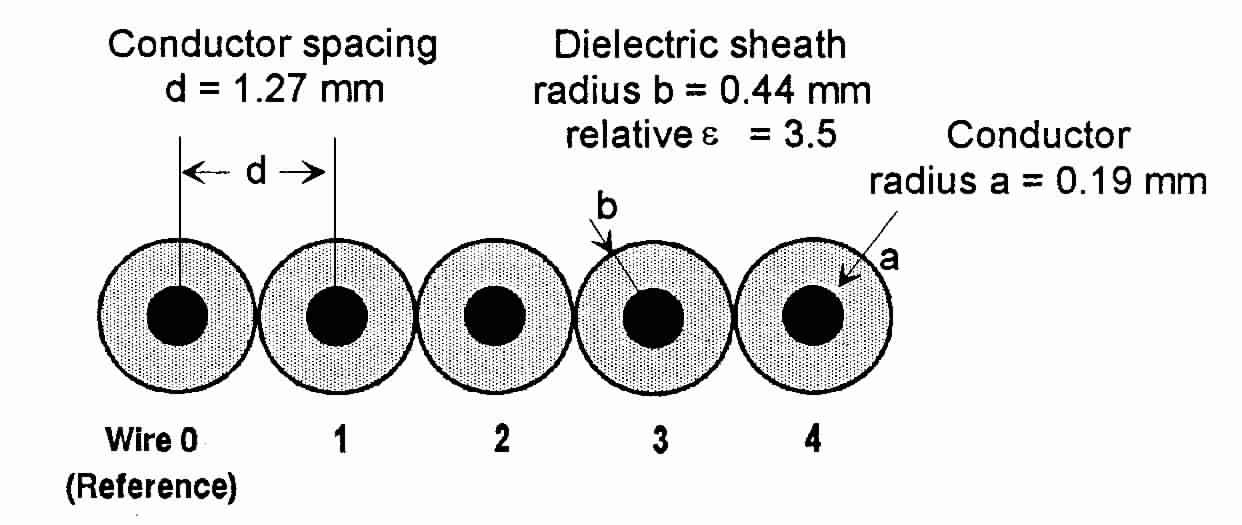 Conductor spacing
d = 1.27 mm
Dielectric sheath
radius b = 0.44 mm
relative ε = 3.5
Conductor
radius a = 0.19 mm
d
b
a
Wire 0
(Reference)
1
2
3
4